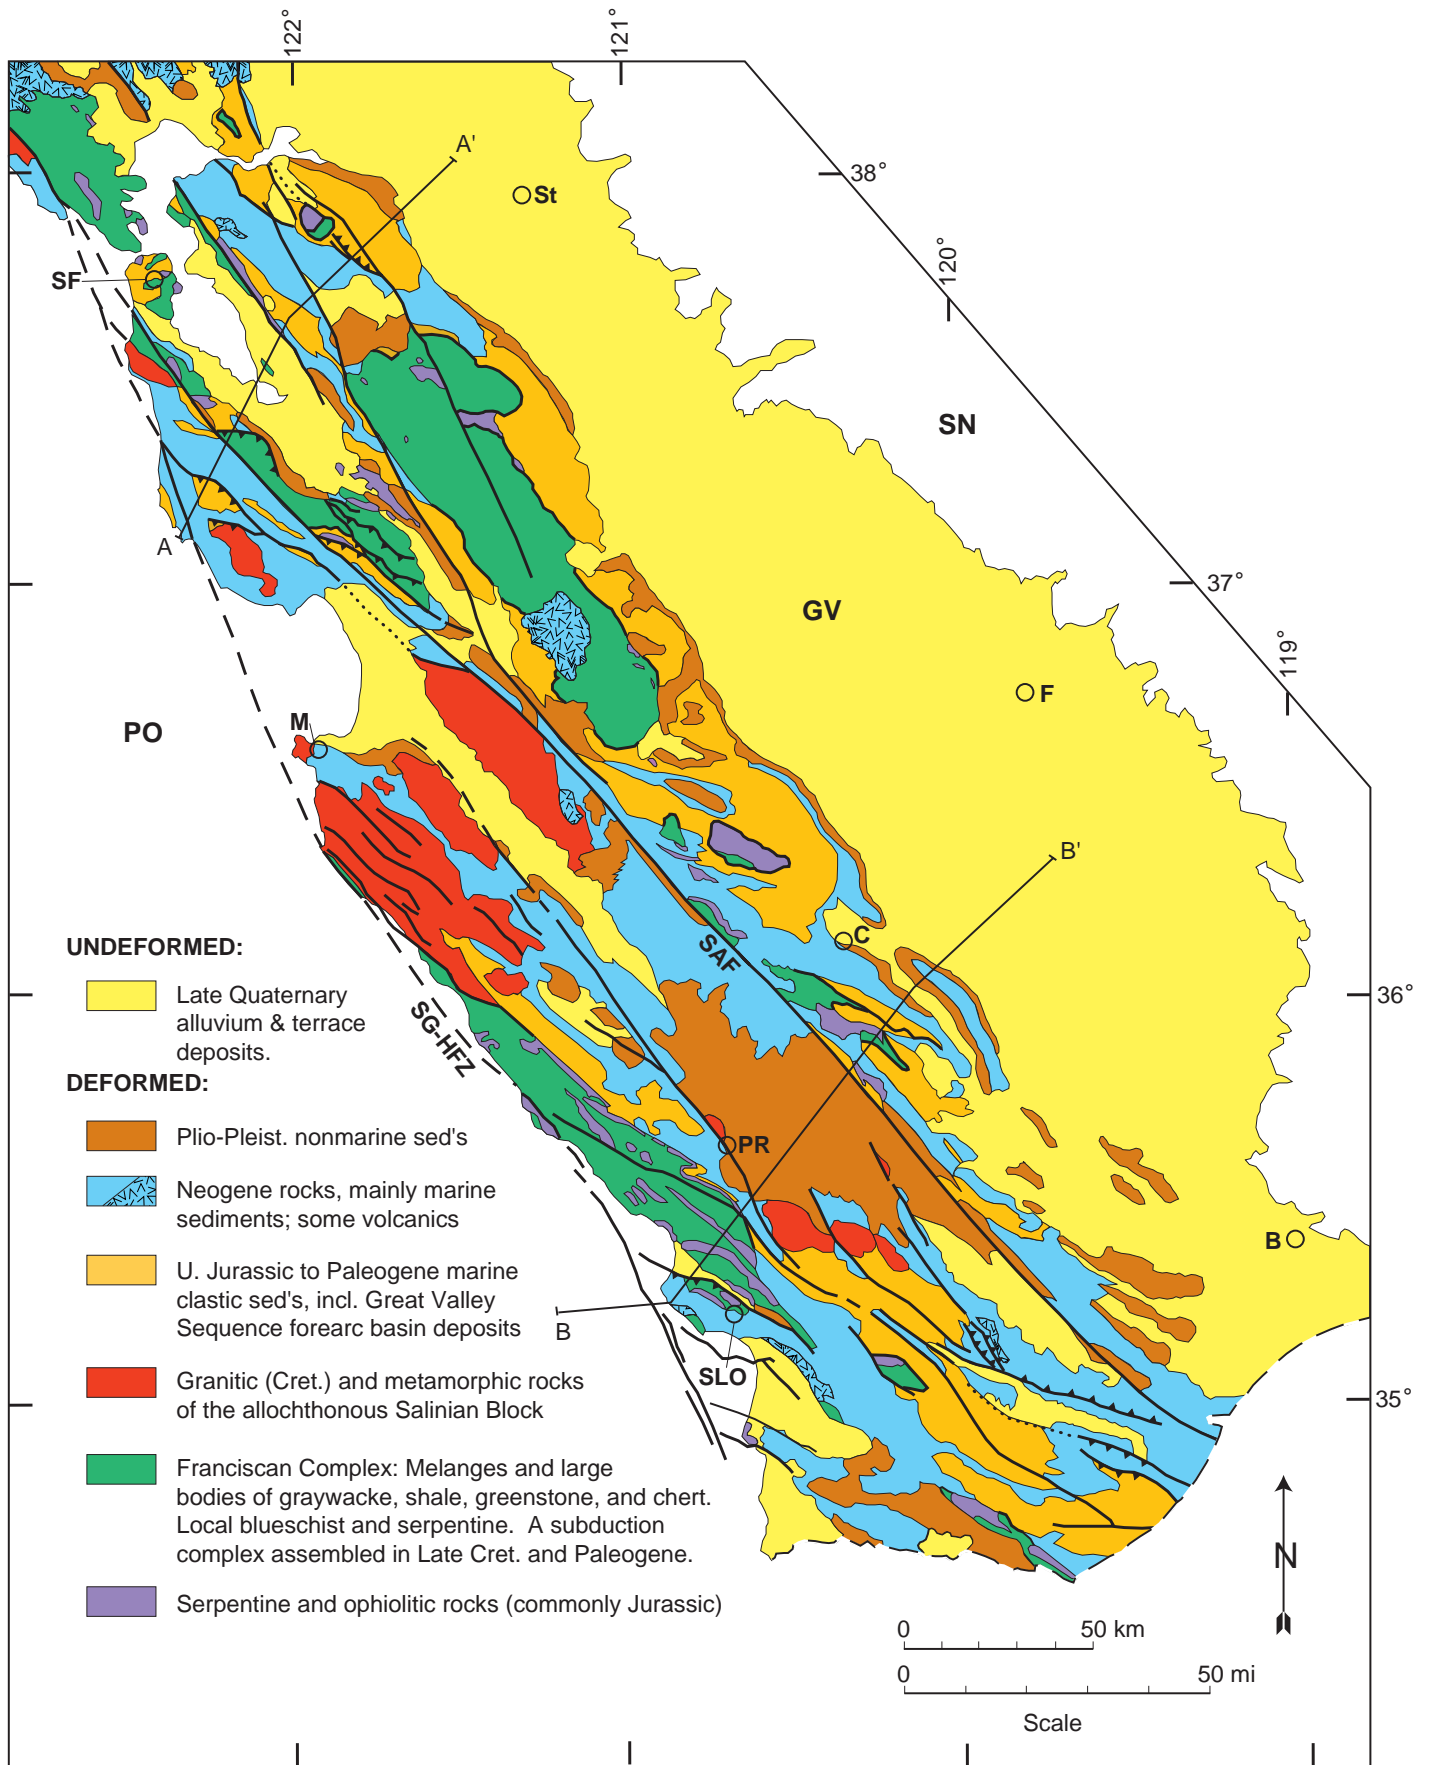 122°
121°
A'
38°
St
120°
SF
SN
A
37°
GV
119°
F
M
PO
B'
C
UNDEFORMED:
SAF
Late Quaternary
alluvium & terrace
deposits.
36°
SG-HFZ
DEFORMED:
Plio-Pleist. nonmarine sed's
PR
Neogene rocks, mainly marine
sediments; some volcanics
B
U. Jurassic to Paleogene marine
clastic sed's, incl. Great Valley
Sequence forearc basin deposits
B
SLO
Granitic (Cret.) and metamorphic rocks
of the allochthonous Salinian Block
35°
Franciscan Complex: Melanges and large
bodies of graywacke, shale, greenstone, and chert.
Local blueschist and serpentine. A subduction
complex assembled in Late Cret. and Paleogene.
N
Serpentine and ophiolitic rocks (commonly Jurassic)
0 50 km
0 50 mi
Scale